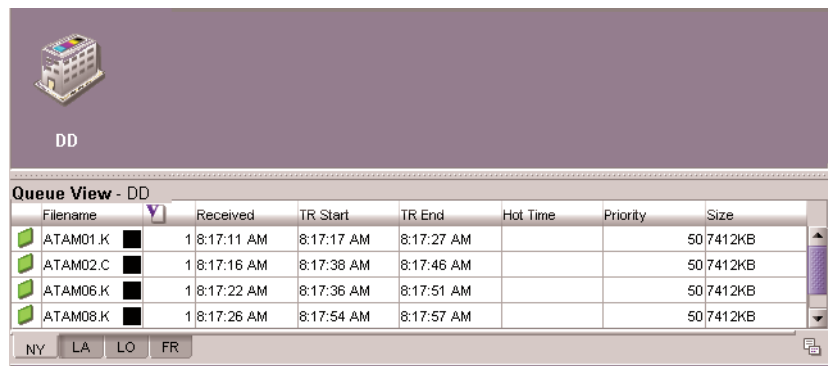 DD
Queue View - DD
Filename Received TR Start TR End Hot Time Priority Size
ATAM01.K 1 8:17:11 AM 8:17:17 AM 8:17:27 AM 50 7412KB
ATAM02.C 1 8:17:16 AM 8:17:38 AM 8:17:46 AM 50 7412KB
ATAM06.K 1 8:17:22 AM 8:17:36 AM 8:17:51 AM 50 7412KB
ATAM08.K 1 8:17:26 AM 8:17:54 AM 8:17:57 AM 50 7412KB
NY LA LO FR